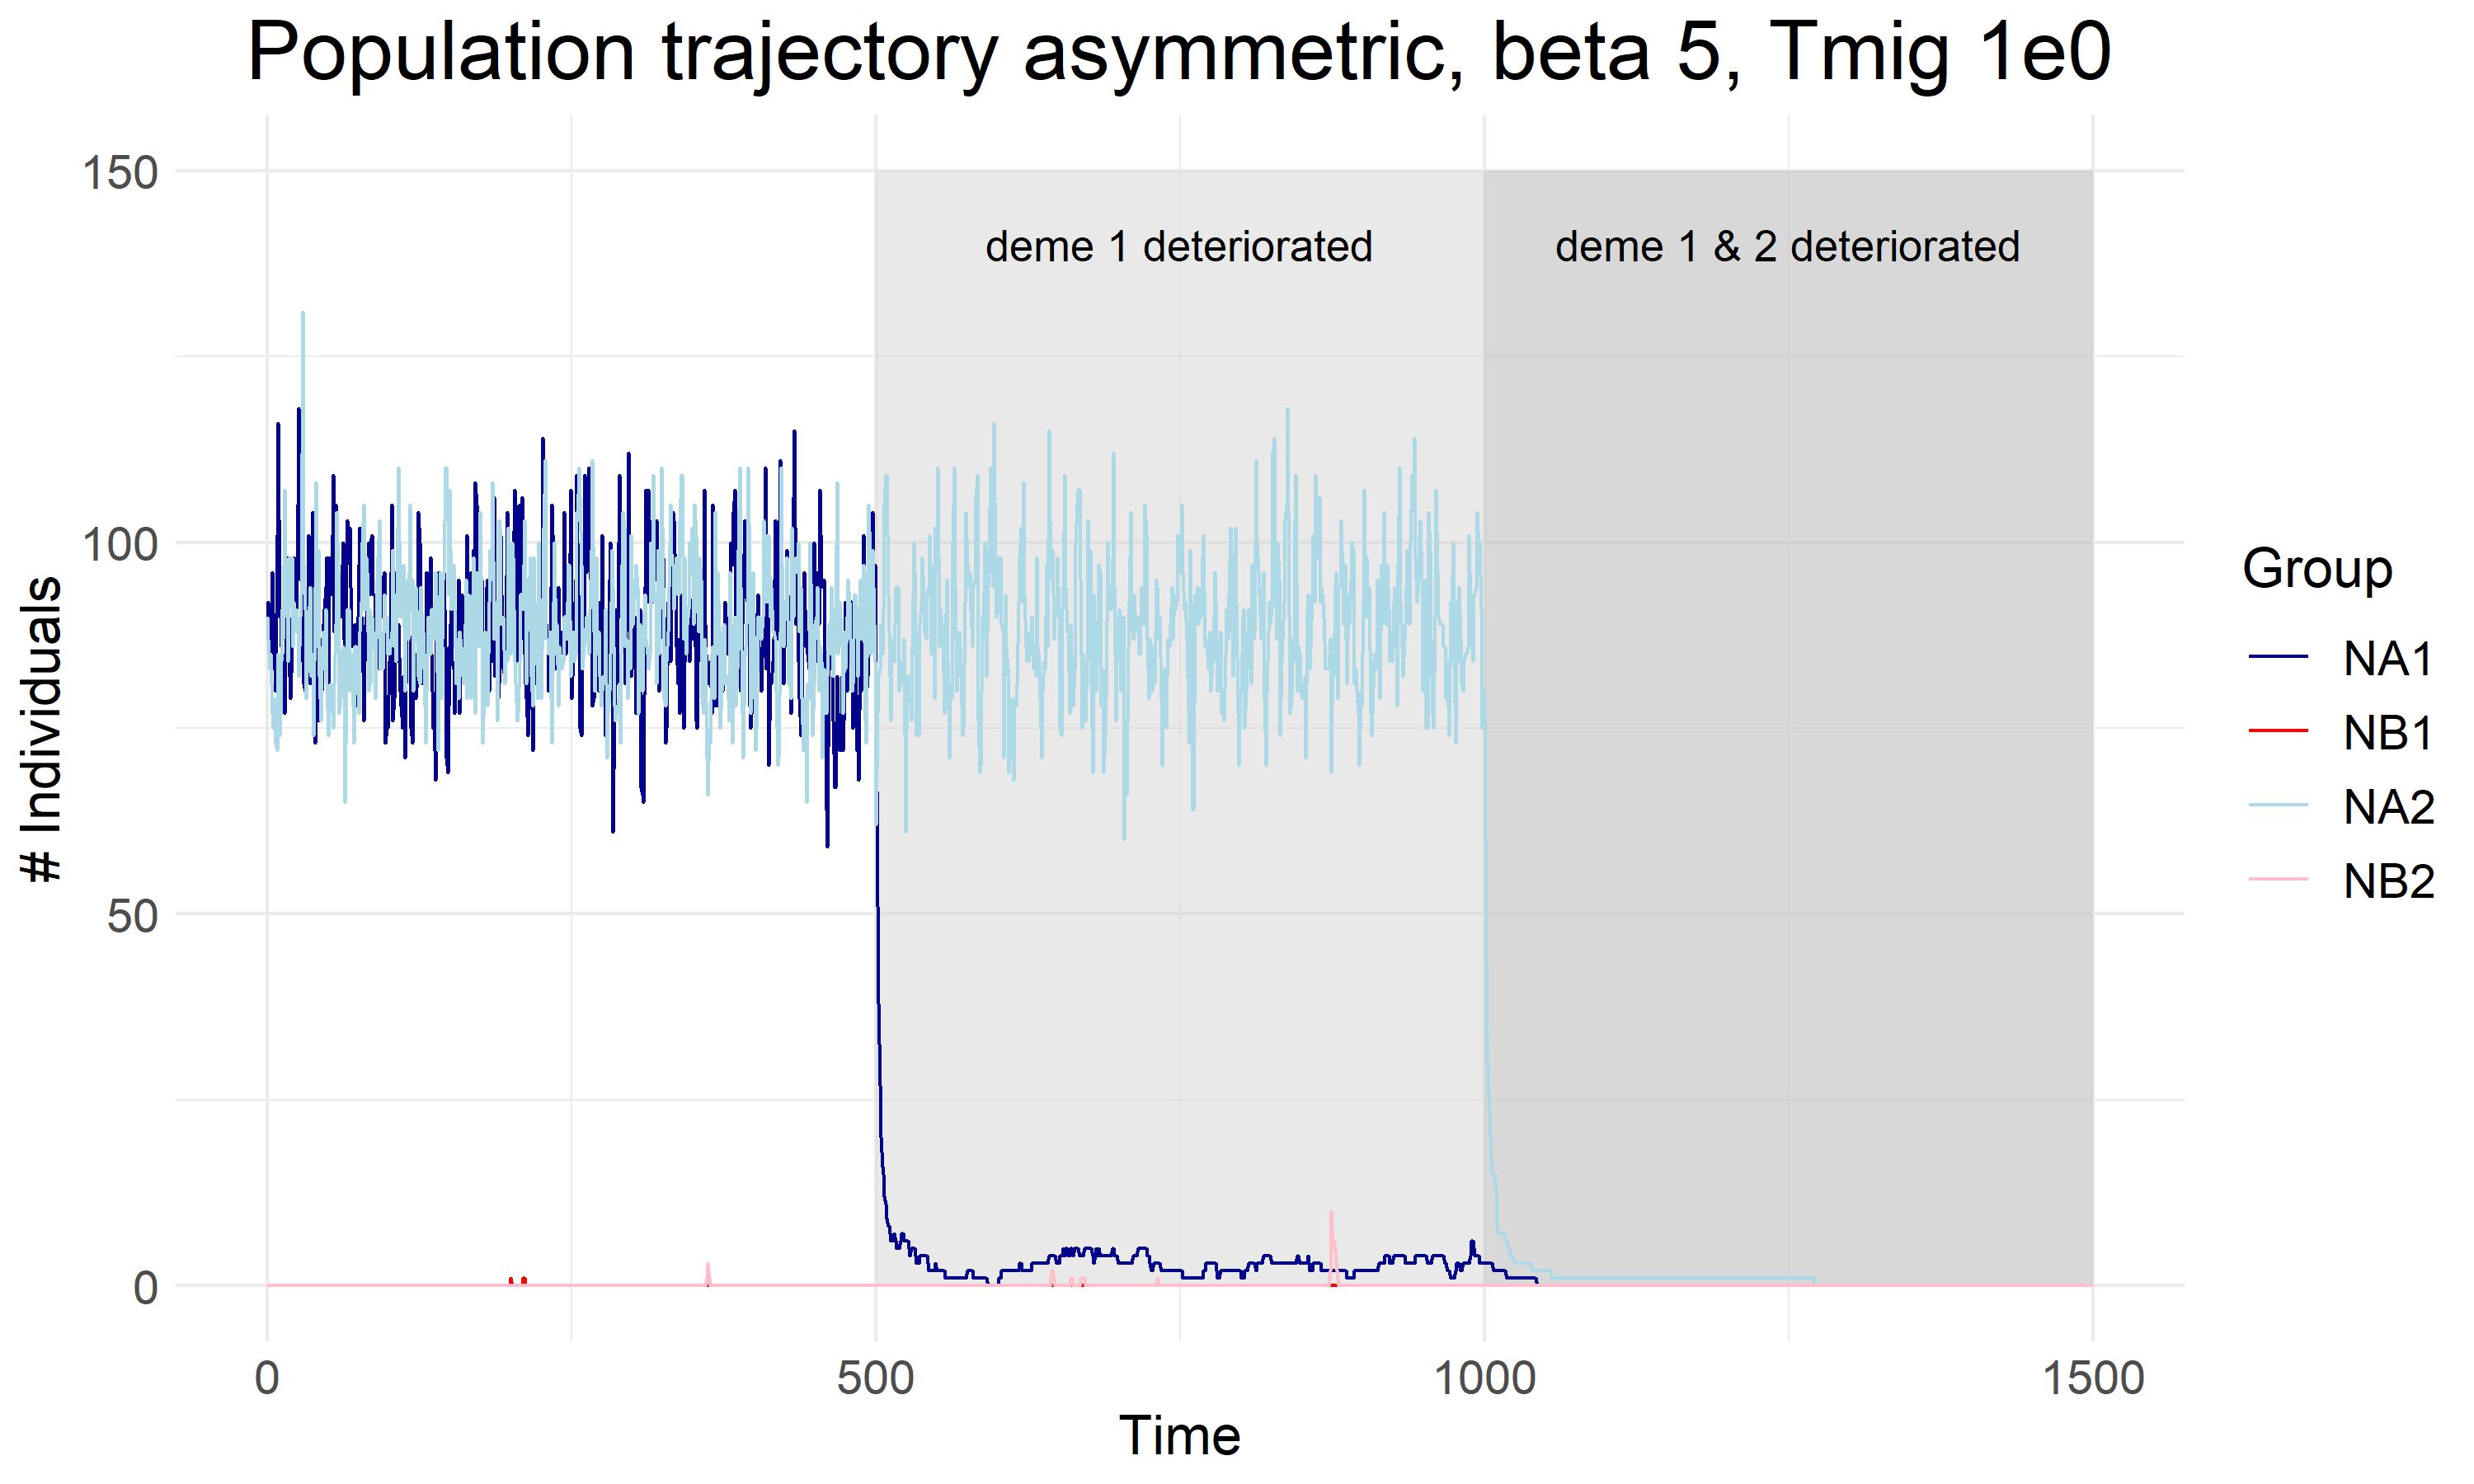 Population trajectory asymmetric, beta 5, Tmig 1e0
150
100
50
0
# Individuals
deme 1 deteriorated
deme 1 & 2 deteriorated
0
500
1000
1500
Time
Group
NA1
NB1
NA2
NB2